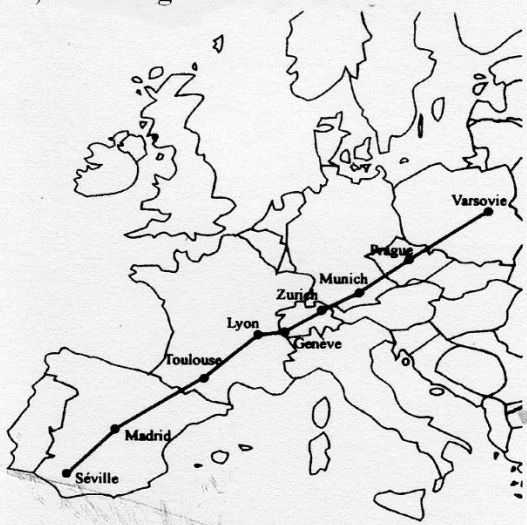 Varsovie
Prague
Munich
Zurich
Lyon
Genève
Toulouse
Madrid
Séville